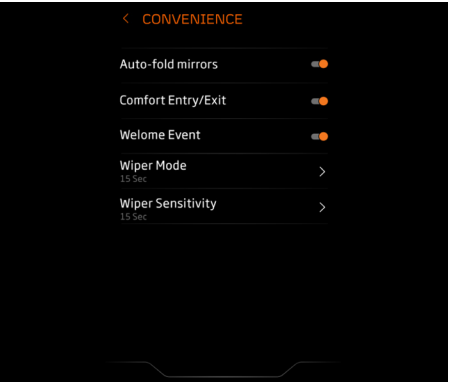 CONVENIENCE
Auto-fold mirrors
Comfort Entry/Exit
Welome Event
Wiper Mode
15 Sec
Wiper Sensitivity
15 Sec